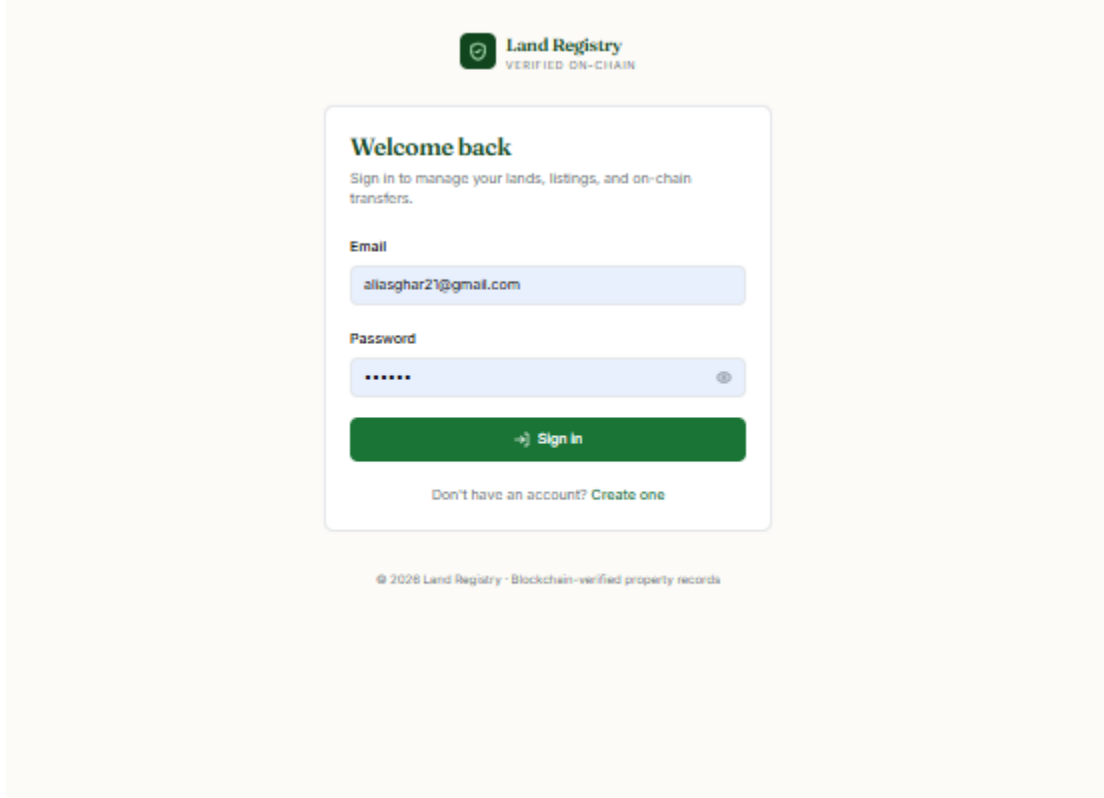 Land Registry
VERIFIED ON-CHAIN
Welcome back
Sign in to manage your lands, listings, and on-chain
transfers.
Email
aliasghar21@gmail.com
Password
••••••
Sign in
Don't have an account? Create one
© 2026 Land Registry · Blockchain-verified property records